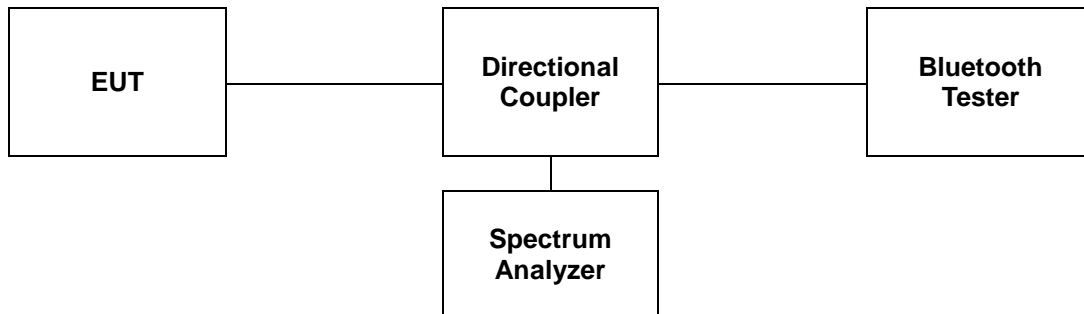 EUT
Directional
Coupler
Bluetooth
Tester
Spectrum
Analyzer